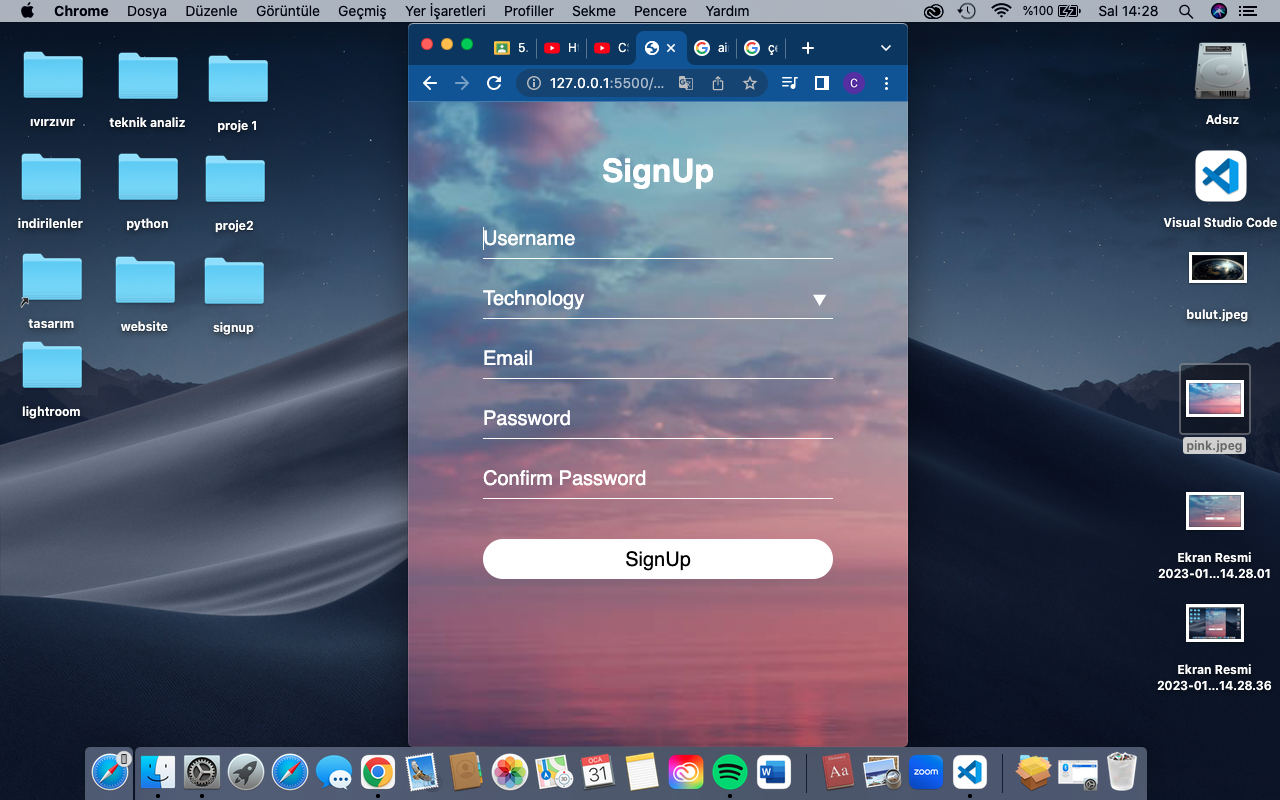 Chrome Dosya Düzenle Görüntüle Geçmiş Yer İşaretleri Profiller Sekme Pencere Yardım %100 Sal 14:28
5.
127.0.0.1:5500/...
C
ıvırzıvır
teknik analiz
proje 1
indirilenler
python
proje2
tasarım
website
signup
lightroom
SignUp
Username
Technology
Email
Password
Confirm Password
SignUp
Adsız
Visual Studio Code
bulut.jpeg
pink.jpeg
Ekran Resmi
2023-01...14.28.01
Ekran Resmi
2023-01...14.28.36
OCA
31
Aa
zoom
W